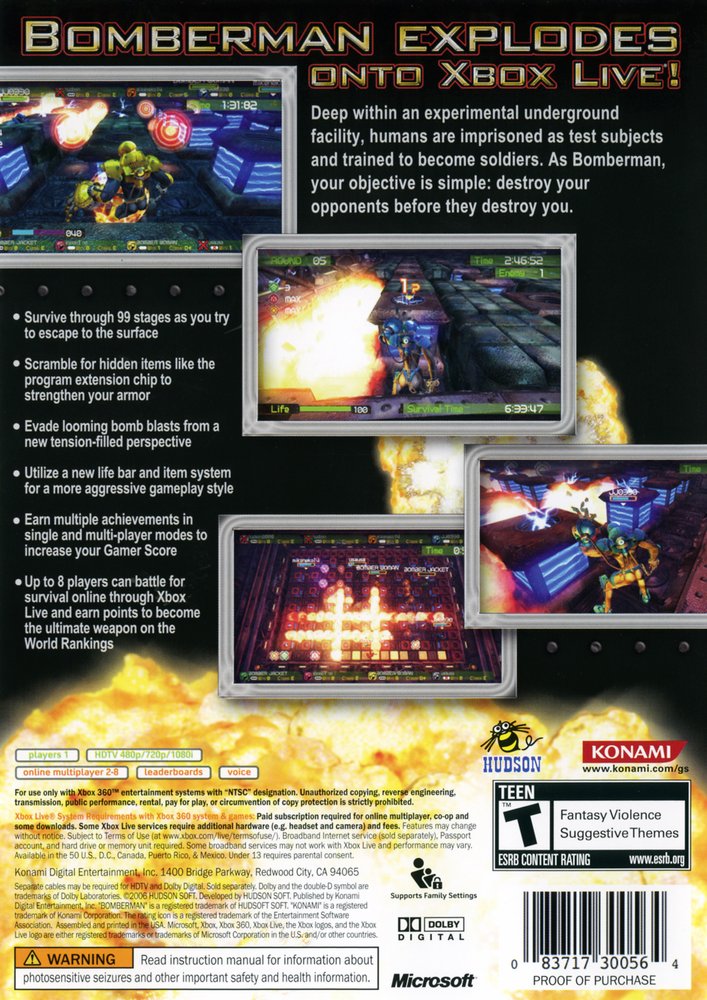 BOMBERMAN EXPLODES
ONTO XBOX LIVE!
1:31:82
Deep within an experimental underground
facility, humans are imprisoned as test subjects
and trained to become soldiers. As Bomberman,
your objective is simple: destroy your
opponents before they destroy you.
040
ROUND 05
Time 2:46:52
Enemy -1
1P
3
MAX
MAX
Life 100
Survival Time 6:33:47
• Survive through 99 stages as you try
to escape to the surface
• Scramble for hidden items like the
program extension chip to
strengthen your armor
• Evade looming bomb blasts from a
new tension-filled perspective
• Utilize a new life bar and item system
for a more aggressive gameplay style
• Earn multiple achievements in
single and multi-player modes to
increase your Gamer Score
• Up to 8 players can battle for
survival online through Xbox
Live and earn points to become
the ultimate weapon on the
World Rankings
Time
Time
BOMBER WOMAN
BOMBER JACKET
players 1
HDTV 480p/720p/1080i
online multiplayer 2-8
leaderboards
voice
HUDSON
KONAMI
www.konami.com/gs
For use only with Xbox 360™ entertainment systems with "NTSC" designation. Unauthorized copying, reverse engineering,
transmission, public performance, rental, pay for play, or circumvention of copy protection is strictly prohibited.
Xbox Live® System Requirements with Xbox 360 system & games: Paid subscription required for online multiplayer, co-op and
some downloads. Some Xbox Live services require additional hardware (e.g. headset and camera) and fees. Features may change
without notice. Subject to Terms of Use (at www.xbox.com/live/termsofuse/). Broadband Internet service (sold separately), Passport
account, and hard drive or memory unit required. Some broadband services may not work with Live and performance may vary.
Available in the 50 U.S., D.C., Canada, Puerto Rico, & Mexico. Under 13 requires parental consent.
Konami Digital Entertainment, Inc. 1400 Bridge Parkway, Redwood City, CA 94065
Separate cables may be required for HDTV and Dolby Digital. Sold separately. Dolby and the double-D symbol are
trademarks of Dolby Laboratories. ©2006 HUDSON SOFT. Developed by HUDSON SOFT. Published by Konami
Digital Entertainment, Inc. "BOMBERMAN" is a registered trademark of HUDSOFT SOFT. "KONAMI" is a registered
trademark of Konami Corporation. The rating icon is a registered trademark of the Entertainment Software
Association. Assembled and printed in the USA. Microsoft, Xbox, Xbox 360, Xbox Live, the Xbox logos, and the Xbox
Live logo are either registered trademarks or trademarks of Microsoft Corporation in the U.S. and/or other countries.
Supports Family Settings
DOLBY
DIGITAL
TEEN
T
Fantasy Violence
Suggestive Themes
ESRB CONTENT RATING
www.esrb.org
WARNING
Read instruction manual for information about
photosensitive seizures and other important safety and health information.
Microsoft
0 83717 30056 4
PROOF OF PURCHASE